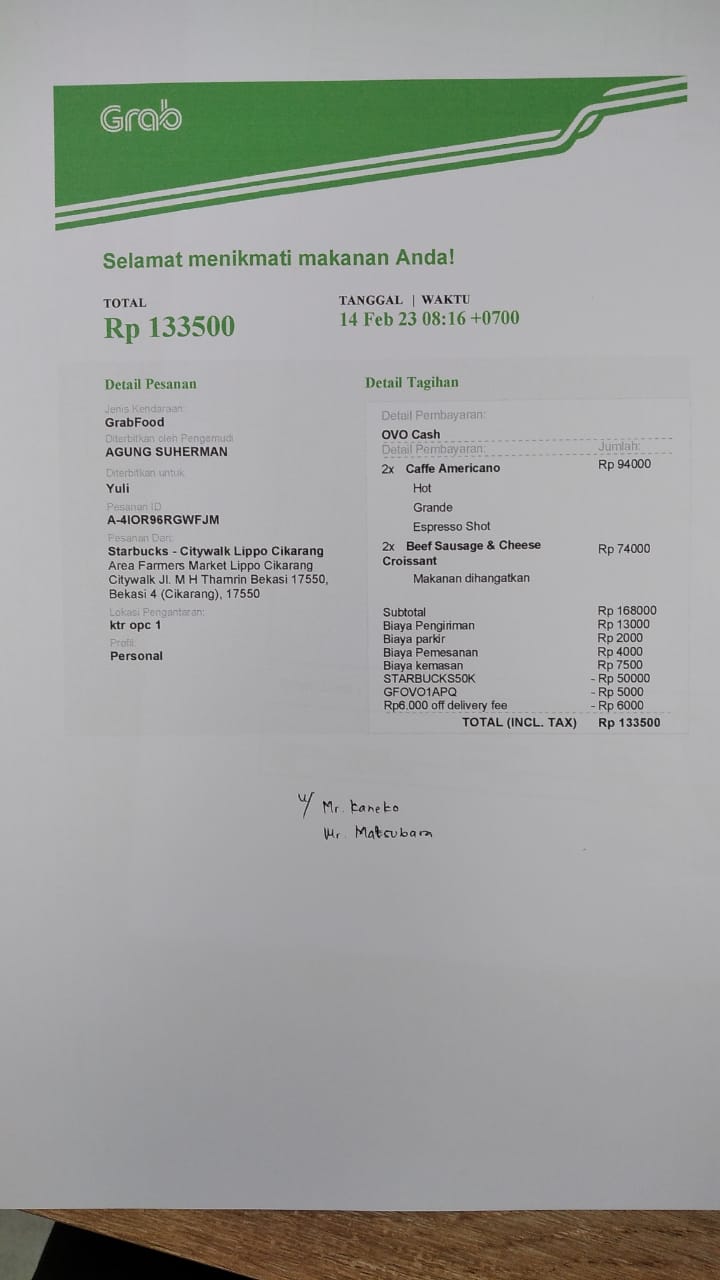 Grab
Selamat menikmati makanan Anda!
TOTAL
Rp 133500
TANGGAL | WAKTU
14 Feb 23 08:16 +0700
Detail Pesanan
Jenis Kendaraan:
GrabFood
Diterbitkan oleh Pengemudi
AGUNG SUHERMAN
Diterbitkan untuk
Yuli
Pesanan ID
A-4IOR96RGWFJM
Pesanan Dari:
Starbucks - Citywalk Lippo Cikarang
Area Farmers Market Lippo Cikarang
Citywalk Jl. M H Thamrin Bekasi 17550,
Bekasi 4 (Cikarang), 17550
Lokasi Pengantaran:
ktr opc 1
Profil:
Personal
Detail Tagihan
Detail Pembayaran:
OVO Cash
Detail Pembayaran: Jumlah:
2x Caffe Americano Rp 94000
Hot
Grande
Espresso Shot
2x Beef Sausage & Cheese
Croissant Rp 74000
Makanan dihangatkan
Subtotal Rp 168000
Biaya Pengiriman Rp 13000
Biaya parkir Rp 2000
Biaya Pemesanan Rp 4000
Biaya kemasan Rp 7500
STARBUCKS50K - Rp 50000
GFOVO1APQ - Rp 5000
Rp6.000 off delivery fee - Rp 6000
TOTAL (INCL. TAX) Rp 133500
w/ Mr. Kaneko
Mr. Matsubara